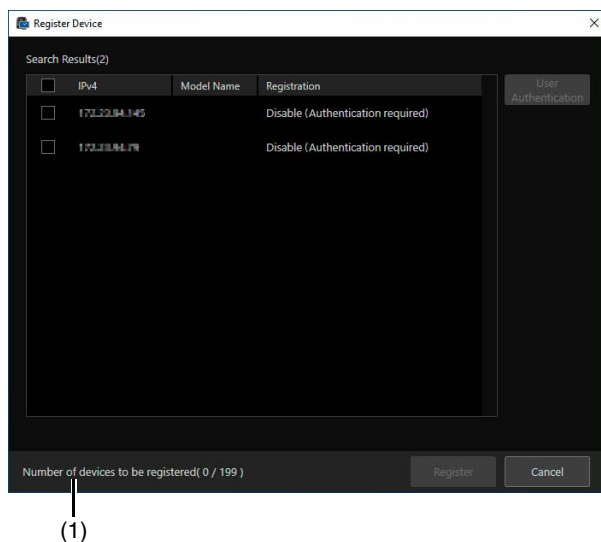 Register Device
Search Results(2)
IPv4 Model Name Registration
User
Authentication
Disable (Authentication required)
Disable (Authentication required)
Number of devices to be registered( 0 / 199 )
Register Cancel
(1)